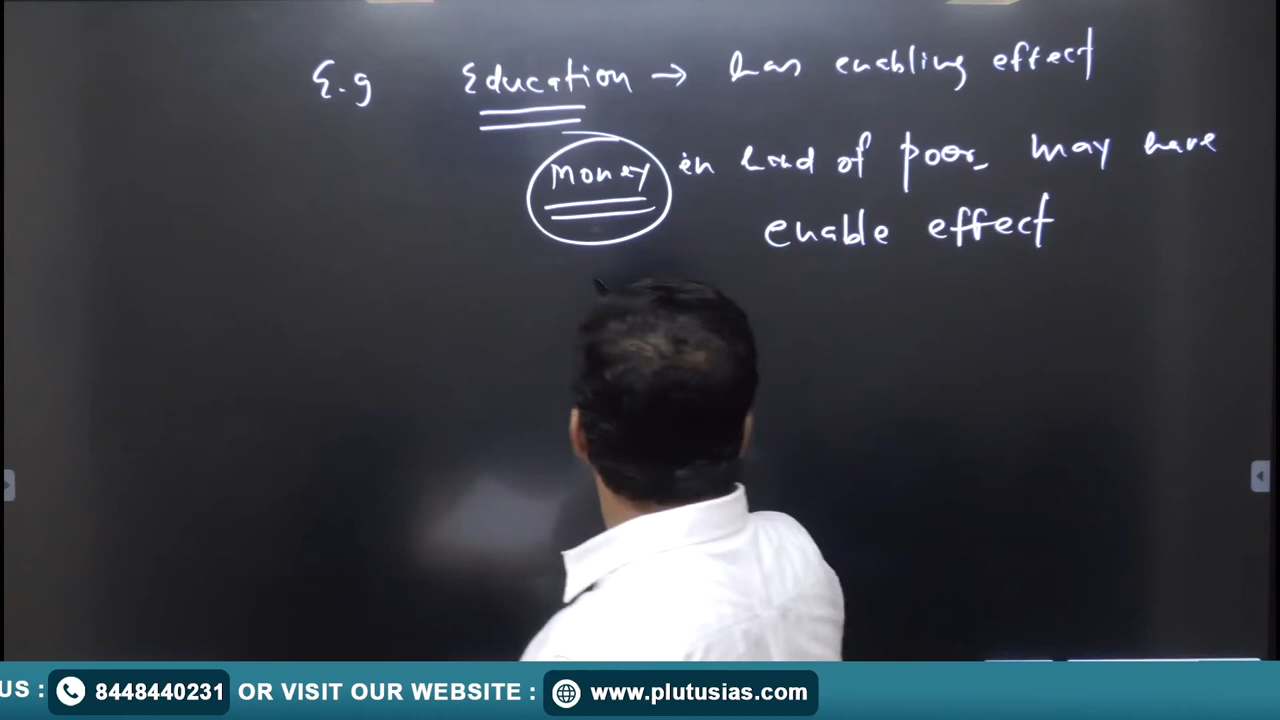 E.g Education → has enabling effect
Money in hand of poor may have
enable effect
US : 8448440231 OR VISIT OUR WEBSITE : www.plutusias.com